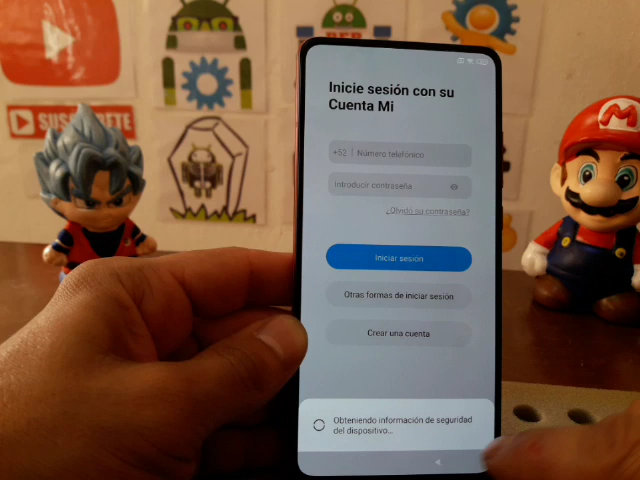 SUSCRIBETE
Inicie sesión con su
Cuenta Mi
+52 Número telefónico
Introducir contraseña
¿Olvidó su contraseña?
Iniciar sesión
Otras formas de iniciar sesión
Crear una cuenta
Obteniendo información de seguridad
del dispositivo...
M